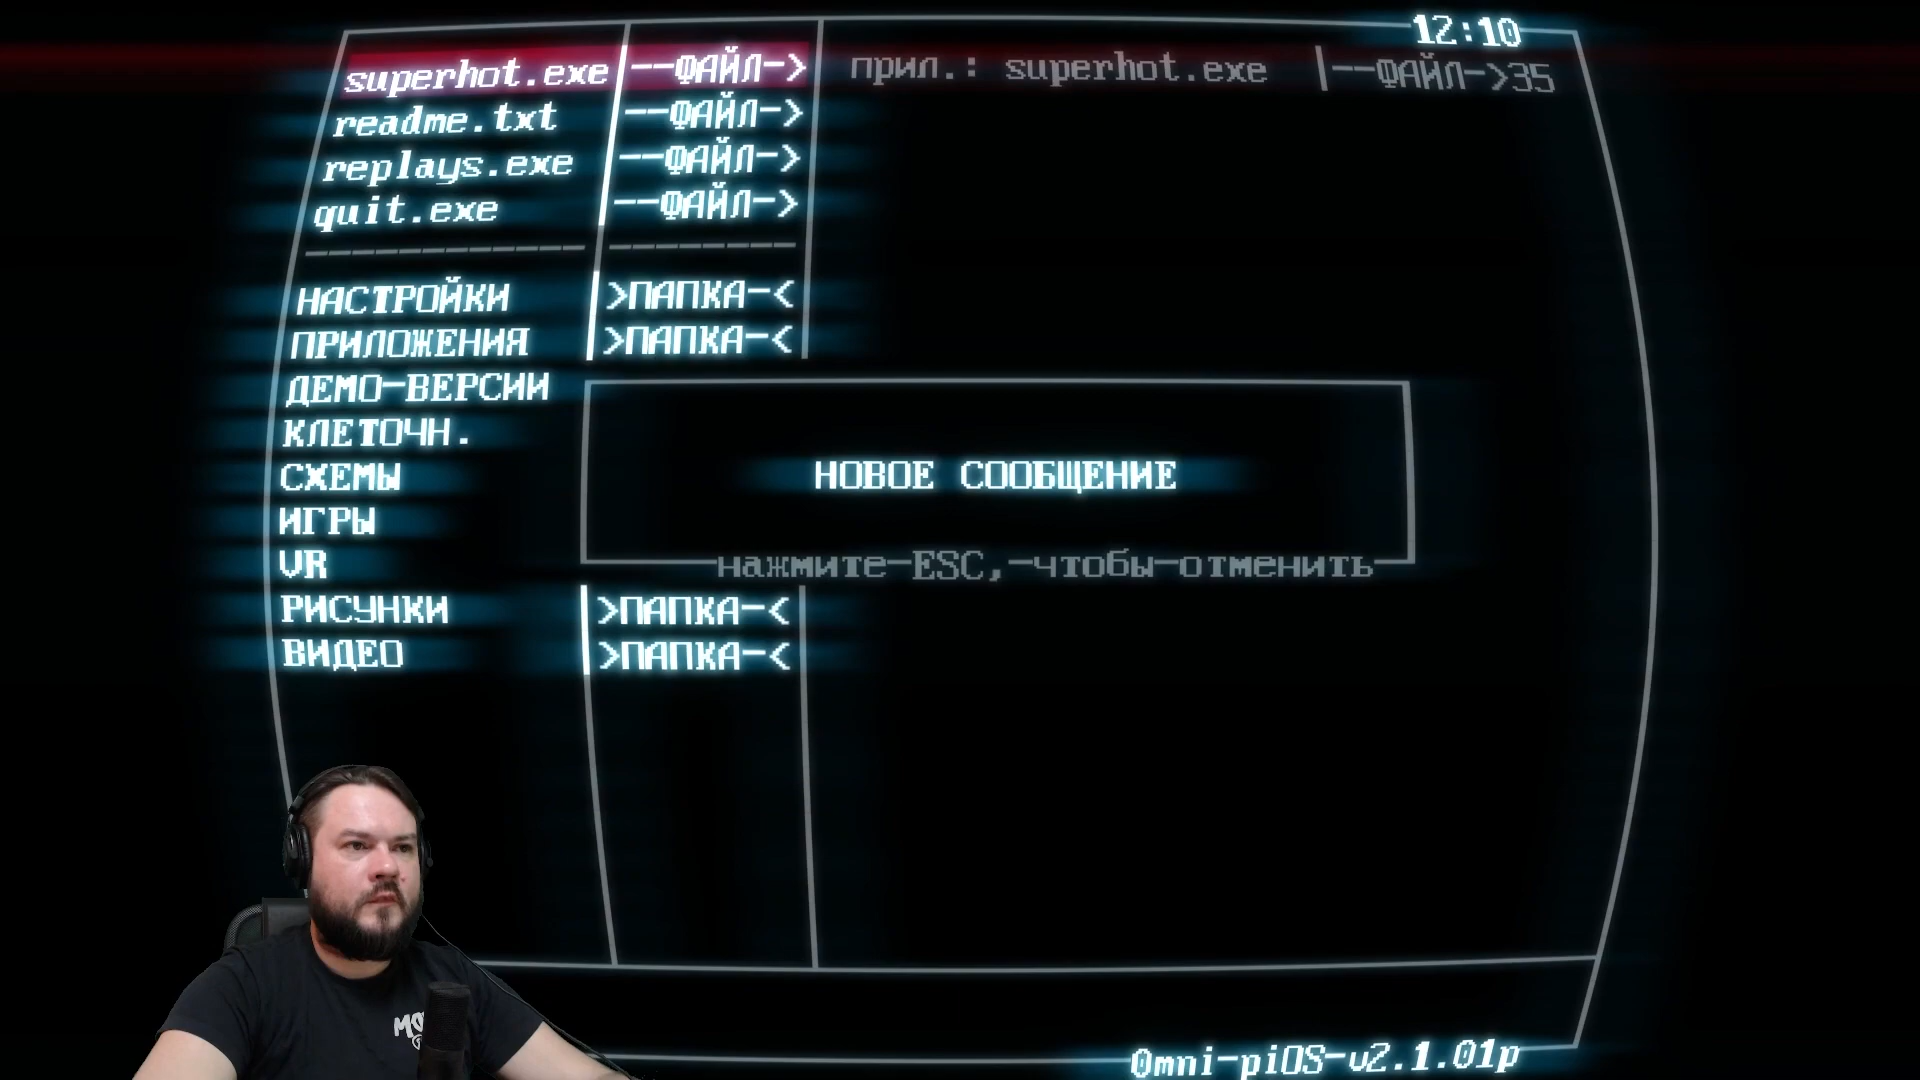 12:10
superhot.exe --ФАЙЛ-> прил.: superhot.exe |--ФАЙЛ->35
readme.txt --ФАЙЛ->
replays.exe --ФАЙЛ->
quit.exe --ФАЙЛ->
НАСТРОЙКИ >ПАПКА-<
ПРИЛОЖЕНИЯ >ПАПКА-<
ДЕМО-ВЕРСИИ
КЛЕТОЧН.
СХЕМЫ
ИГРЫ
VR
РИСУНКИ >ПАПКА-<
ВИДЕО >ПАПКА-<
НОВОЕ СООБЩЕНИЕ
нажмите-ESC,-чтобы-отменить
Omni-piOS-v2.1.01p